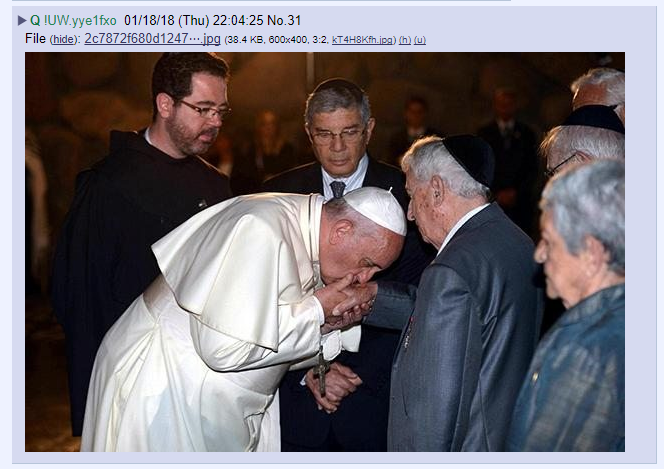 Q !UW.yye1fxo 01/18/18 (Thu) 22:04:25 No.31
File (hide): 2c7872f680d1247⋯.jpg (38.4 KB, 600x400, 3:2, kT4H8Kfh.jpg) (h) (u)